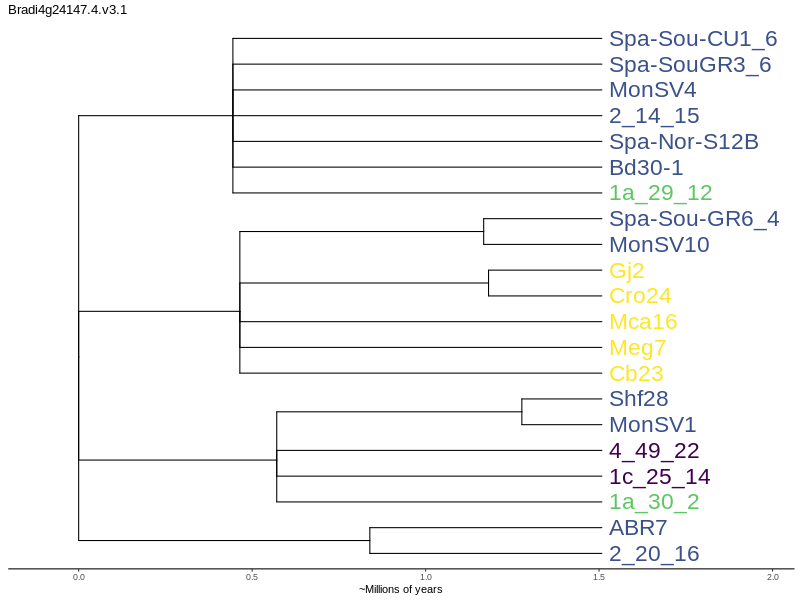 Bradi4g24147.4.v3.1
Spa-Sou-CU1_6
Spa-SouGR3_6
MonSV4
2_14_15
Spa-Nor-S12B
Bd30-1
1a_29_12
Spa-Sou-GR6_4
MonSV10
Gj2
Cro24
Mca16
Meg7
Cb23
Shf28
MonSV1
4_49_22
1c_25_14
1a_30_2
ABR7
2_20_16
0.0 0.5 1.0 1.5 2.0
~Millions of years